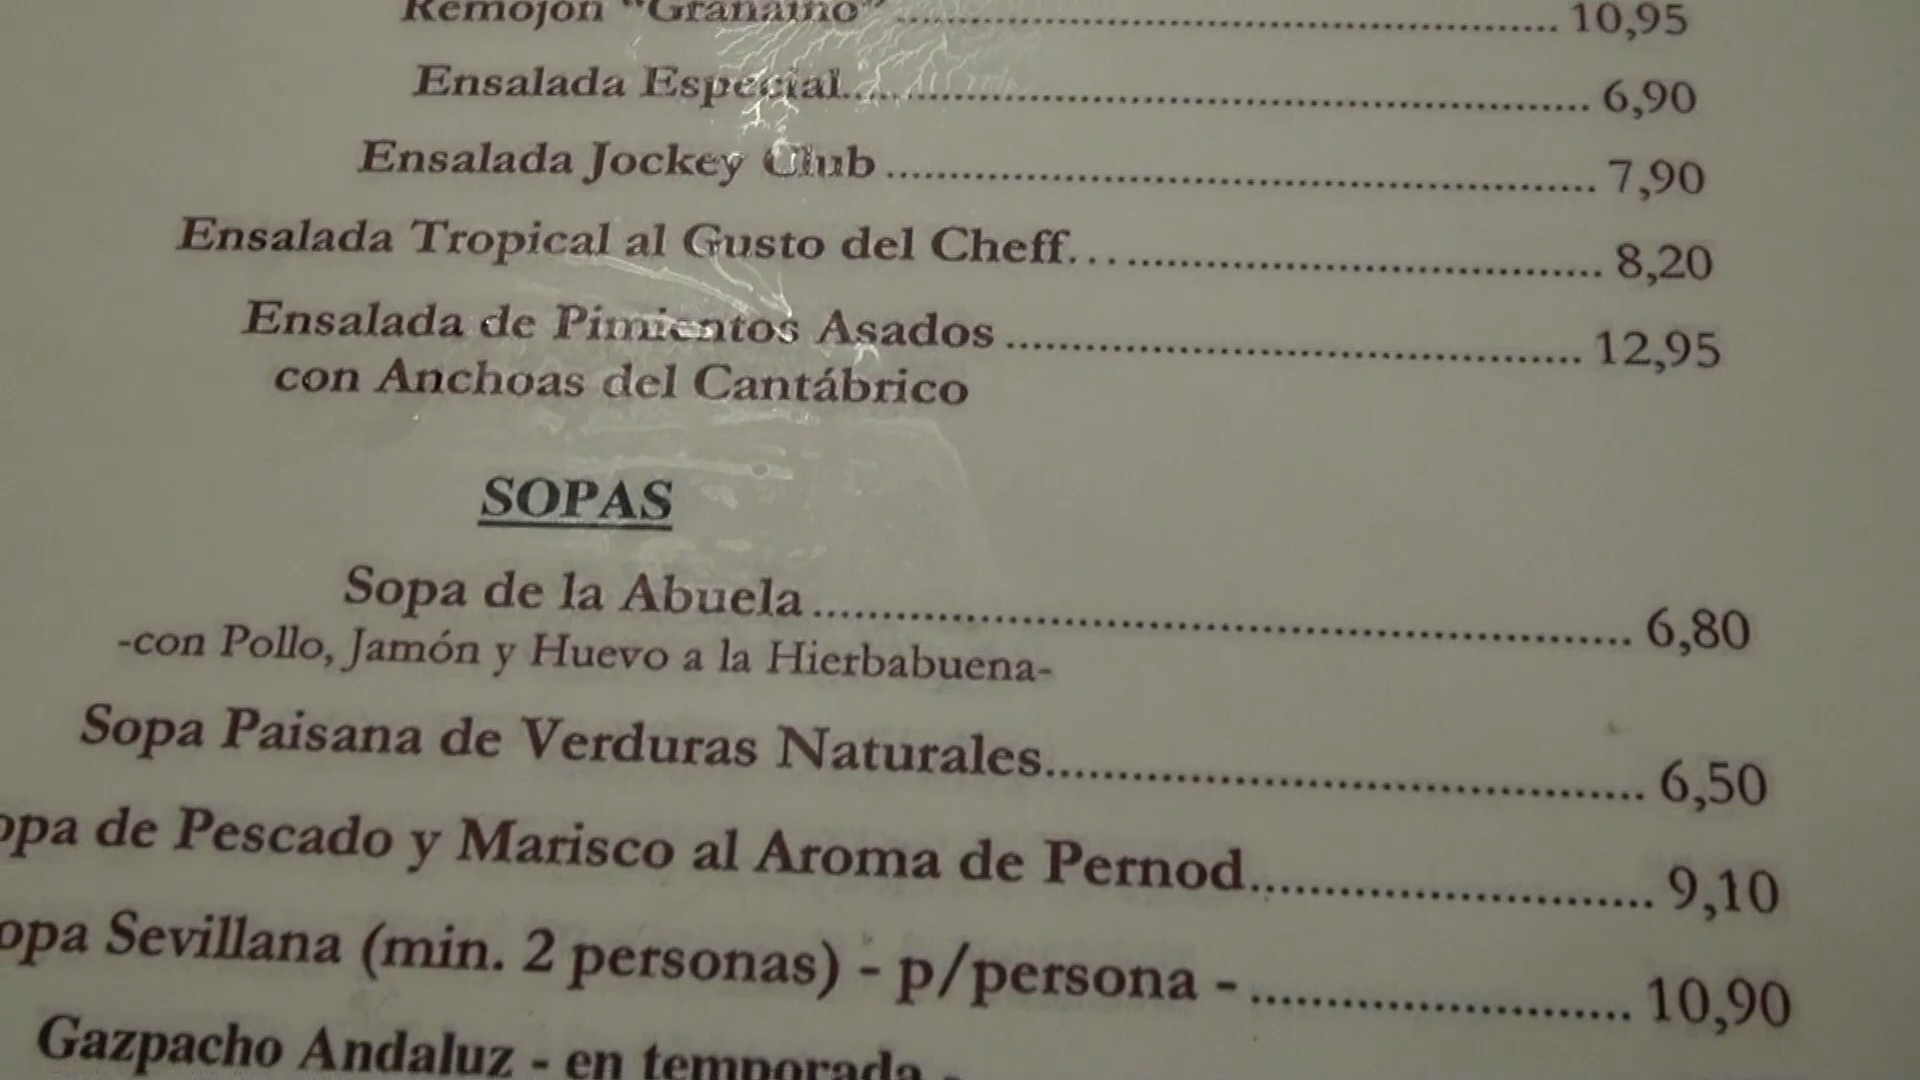 Remojón "Granaino" ........ 10,95
Ensalada Especial........ 6,90
Ensalada Jockey Club ........ 7,90
Ensalada Tropical al Gusto del Cheff........ 8,20
Ensalada de Pimientos Asados ........ 12,95
con Anchoas del Cantábrico
SOPAS
Sopa de la Abuela ........ 6,80
-con Pollo, Jamón y Huevo a la Hierbabuena-
Sopa Paisana de Verduras Naturales........ 6,50
opa de Pescado y Marisco al Aroma de Pernod........ 9,10
opa Sevillana (min. 2 personas) - p/persona - ........ 10,90
Gazpacho Andaluz - en temporada -